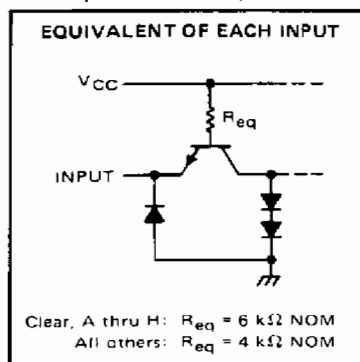 EQUIVALENT OF EACH INPUT
VCC
Req
INPUT
Clear, A thru H: Req = 6 kΩ NOM
All others: Req = 4 kΩ NOM